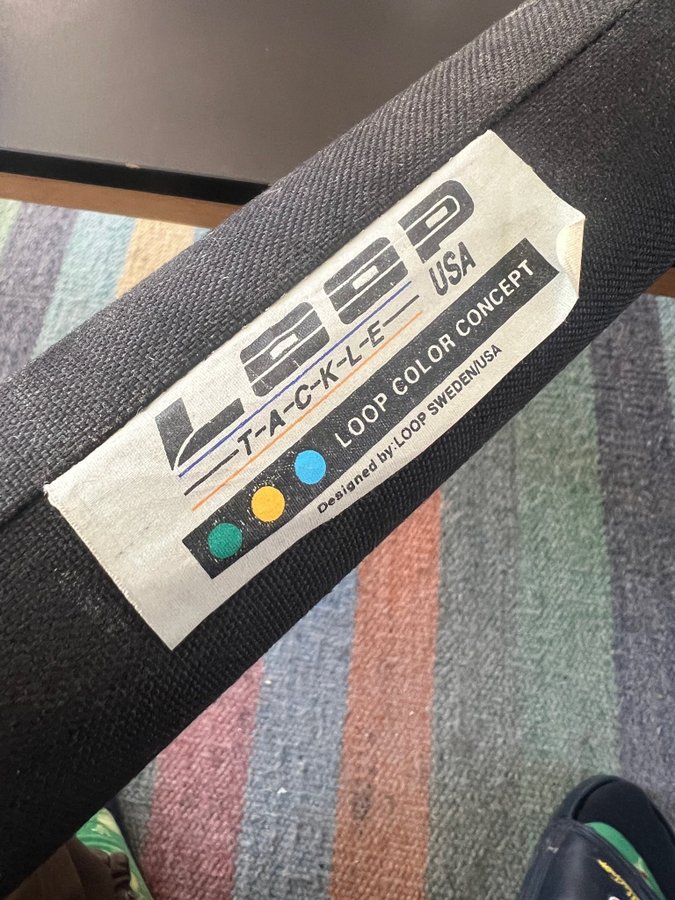 LOOP
USA
T-A-C-K-L-E
LOOP COLOR CONCEPT
Designed by:LOOP SWEDEN/USA